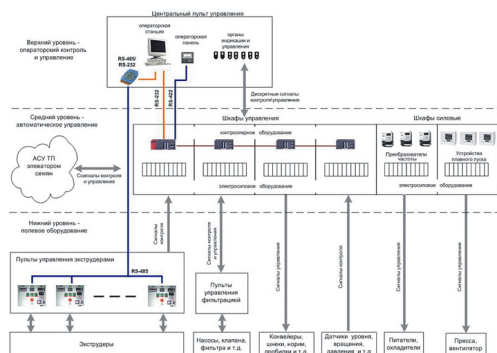 Центральный пульт управления
Верхний уровень -
операторский контроль
и управление
операторская
станция
операторская
панель
органы
индикации и
управления
RS-485/
RS-232
RS-232
RS-422
Дискретные сигналы
контроля/управления
Средний уровень -
автоматическое управление
Шкафы управления
Шкафы силовые
контроллерное оборудование
АСУ ТП
элеватором
семян
Сигналы контроля
и управления
Преобразователи
частоты
Устройства
плавного пуска
электросиловое оборудование
электросиловое оборудование
Нижний уровень -
полевое оборудование
Сигналы
контроля
Сигналы контроля
и управления
Сигналы управления
Сигналы контроля
Сигналы управления
Сигналы управления
Пульты управления экструдерами
RS-485
Пульты
управления
фильтрацией
Экструдеры
Насосы, клапана,
фильтра и т.д.
Конвейеры,
шнеки, нории,
дробилки и т.д.
Датчики уровня,
вращения,
давления и т.д.
Питатели,
охладители
Пресса,
вентилятор